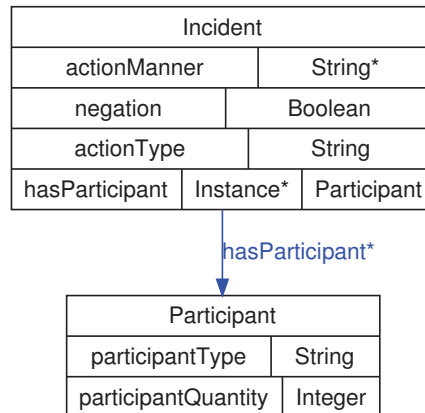 Incident
actionManner String*
negation Boolean
actionType String
hasParticipant Instance* Participant
hasParticipant*
Participant
participantType String
participantQuantity Integer